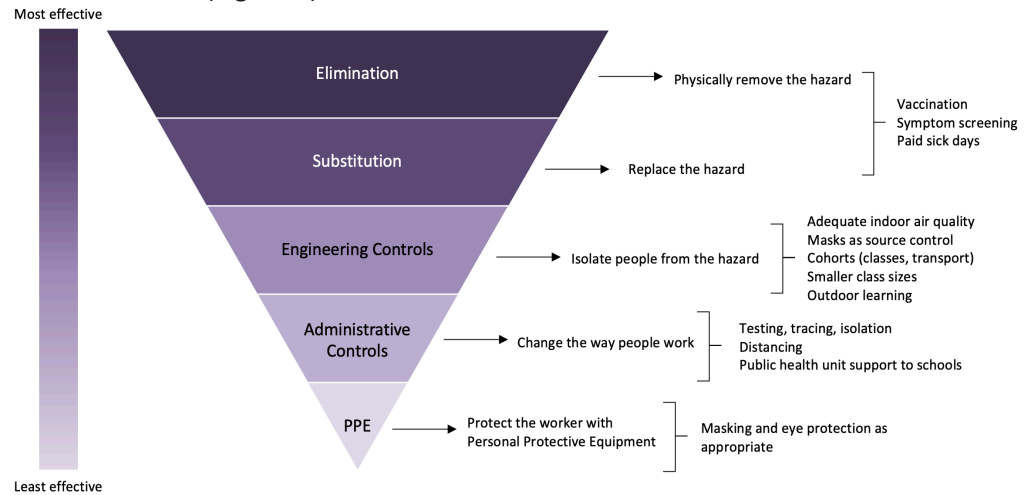 Most effective
Elimination
Physically remove the hazard
Vaccination
Symptom screening
Paid sick days
Substitution
Replace the hazard
Engineering Controls
Isolate people from the hazard
Adequate indoor air quality
Masks as source control
Cohorts (classes, transport)
Smaller class sizes
Outdoor learning
Administrative
Controls
Change the way people work
Testing, tracing, isolation
Distancing
Public health unit support to schools
PPE
Protect the worker with
Personal Protective Equipment
Masking and eye protection as
appropriate
Least effective